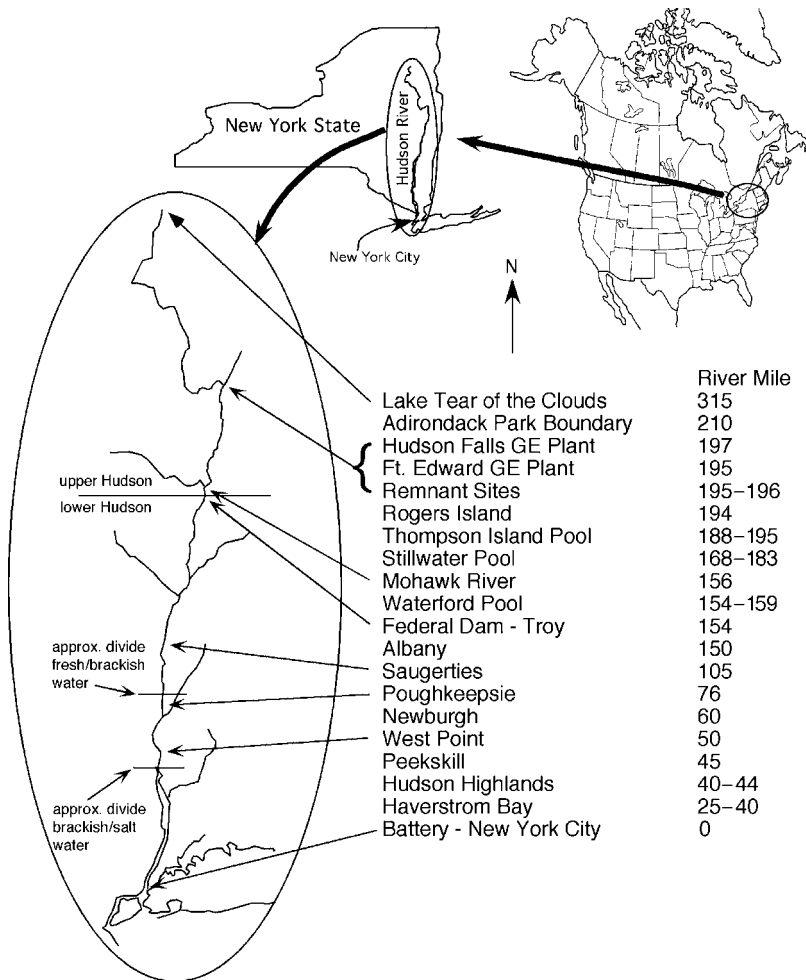 New York State
Hudson River
New York City
N
River Mile
Lake Tear of the Clouds 315
Adirondack Park Boundary 210
Hudson Falls GE Plant 197
Ft. Edward GE Plant 195
Remnant Sites 195–196
Rogers Island 194
Thompson Island Pool 188–195
Stillwater Pool 168–183
Mohawk River 156
Waterford Pool 154–159
Federal Dam - Troy 154
Albany 150
Saugerties 105
Poughkeepsie 76
Newburgh 60
West Point 50
Peekskill 45
Hudson Highlands 40–44
Haverstrom Bay 25–40
Battery - New York City 0
upper Hudson
lower Hudson
approx. divide
fresh/brackish
water
approx. divide
brackish/salt
water